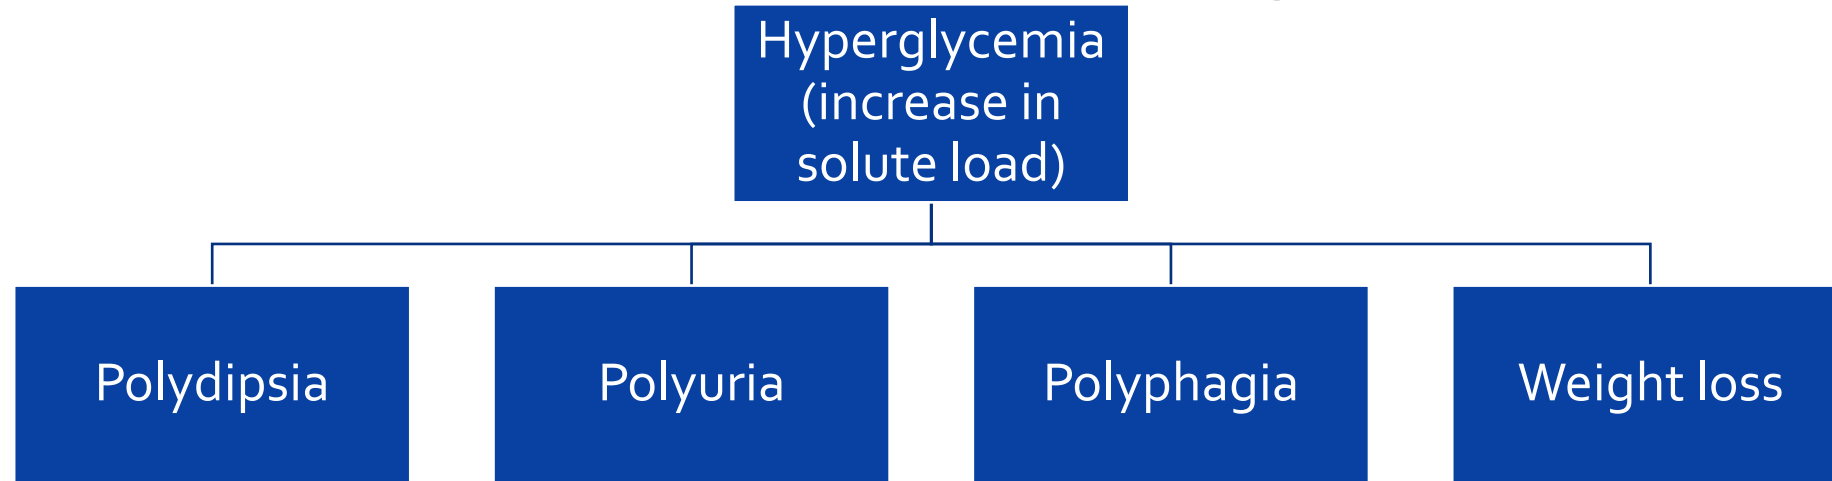 Hyperglycemia
(increase in
solute load)
Polydipsia
Polyuria
Polyphagia
Weight loss